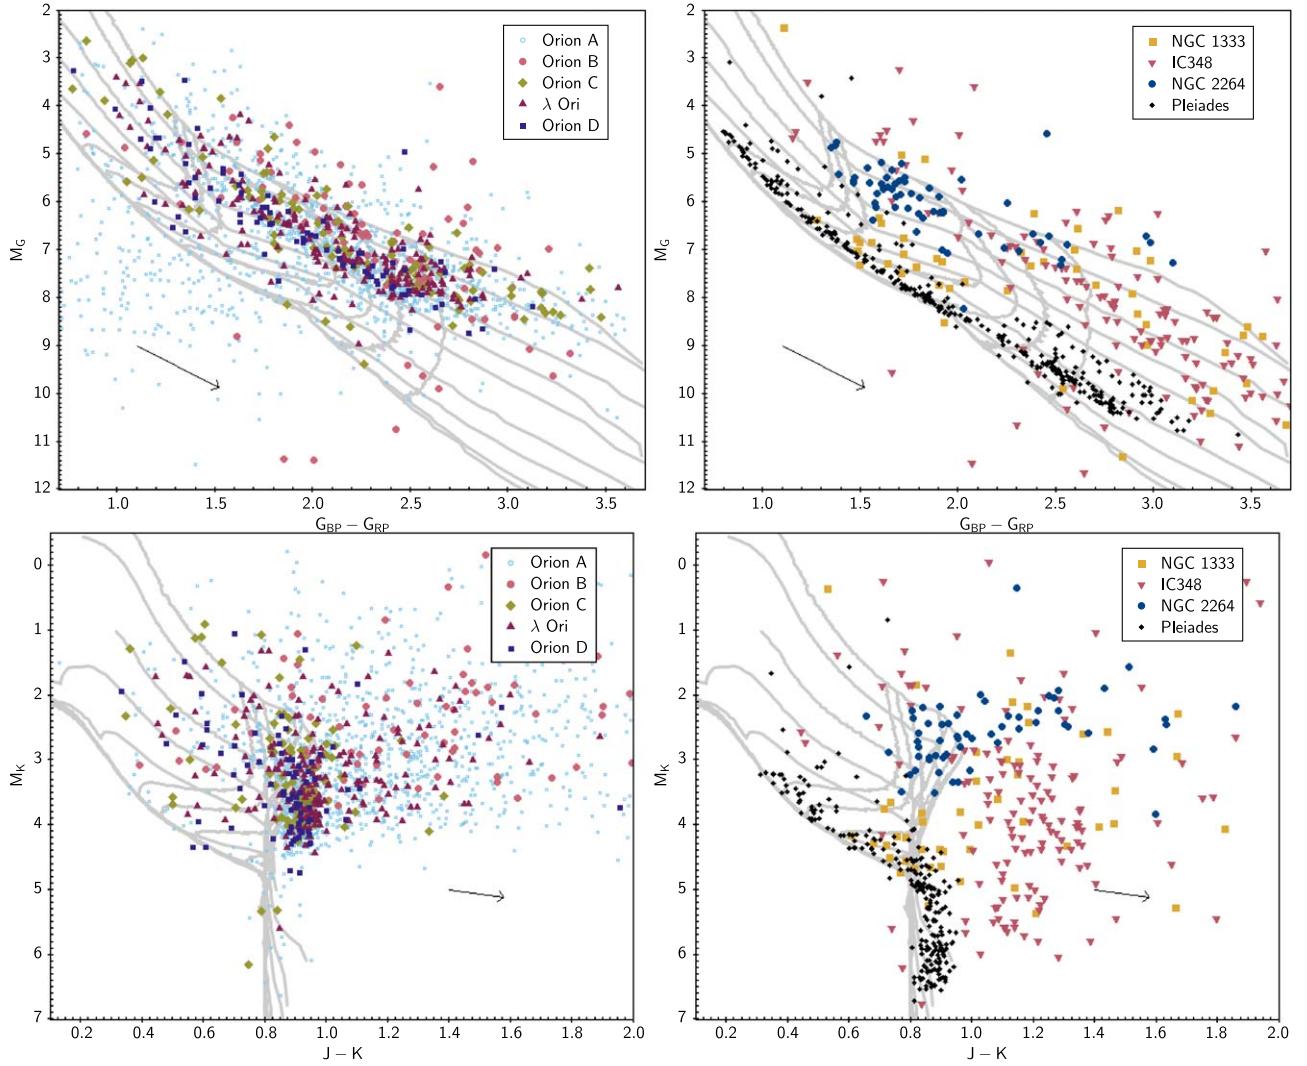 2
3
4
5
6
7
8
9
10
11
12
M_G
1.0 1.5 2.0 2.5 3.0 3.5
G_BP − G_RP
Orion A
Orion B
Orion C
λ Ori
Orion D
2
3
4
5
6
7
8
9
10
11
12
M_G
1.0 1.5 2.0 2.5 3.0 3.5
G_BP − G_RP
NGC 1333
IC348
NGC 2264
Pleiades
0
1
2
3
4
5
6
7
M_K
0.2 0.4 0.6 0.8 1.0 1.2 1.4 1.6 1.8 2.0
J − K
Orion A
Orion B
Orion C
λ Ori
Orion D
0
1
2
3
4
5
6
7
M_K
0.2 0.4 0.6 0.8 1.0 1.2 1.4 1.6 1.8 2.0
J − K
NGC 1333
IC348
NGC 2264
Pleiades